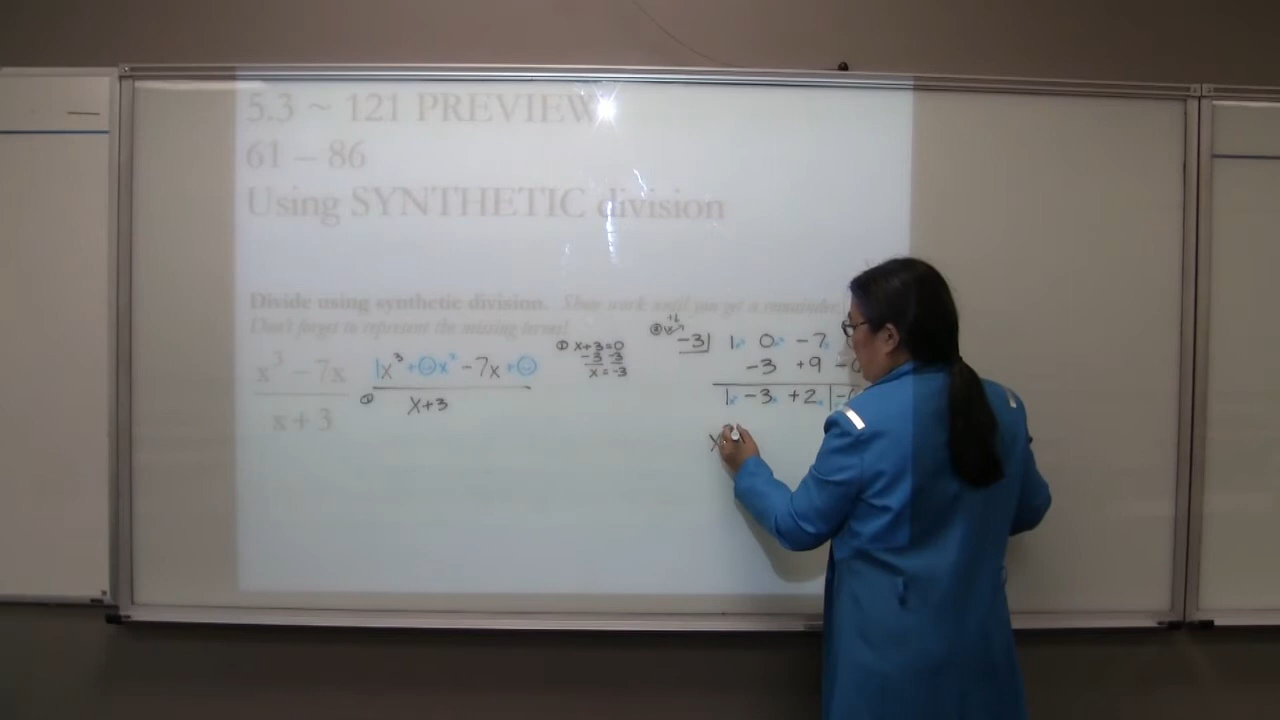 5.3 ~ 121 PREVIEW
61 – 86
Using SYNTHETIC division
Divide using synthetic division. Show work until you get a remainder.
Don't forget to represent the missing terms!
x³ – 7x
x + 3
1x³ +0x² -7x +0
x+3
① x+3=0
-3 -3
x = -3
-3| 1 0 -7
-3 +9
1 -3 +2
x